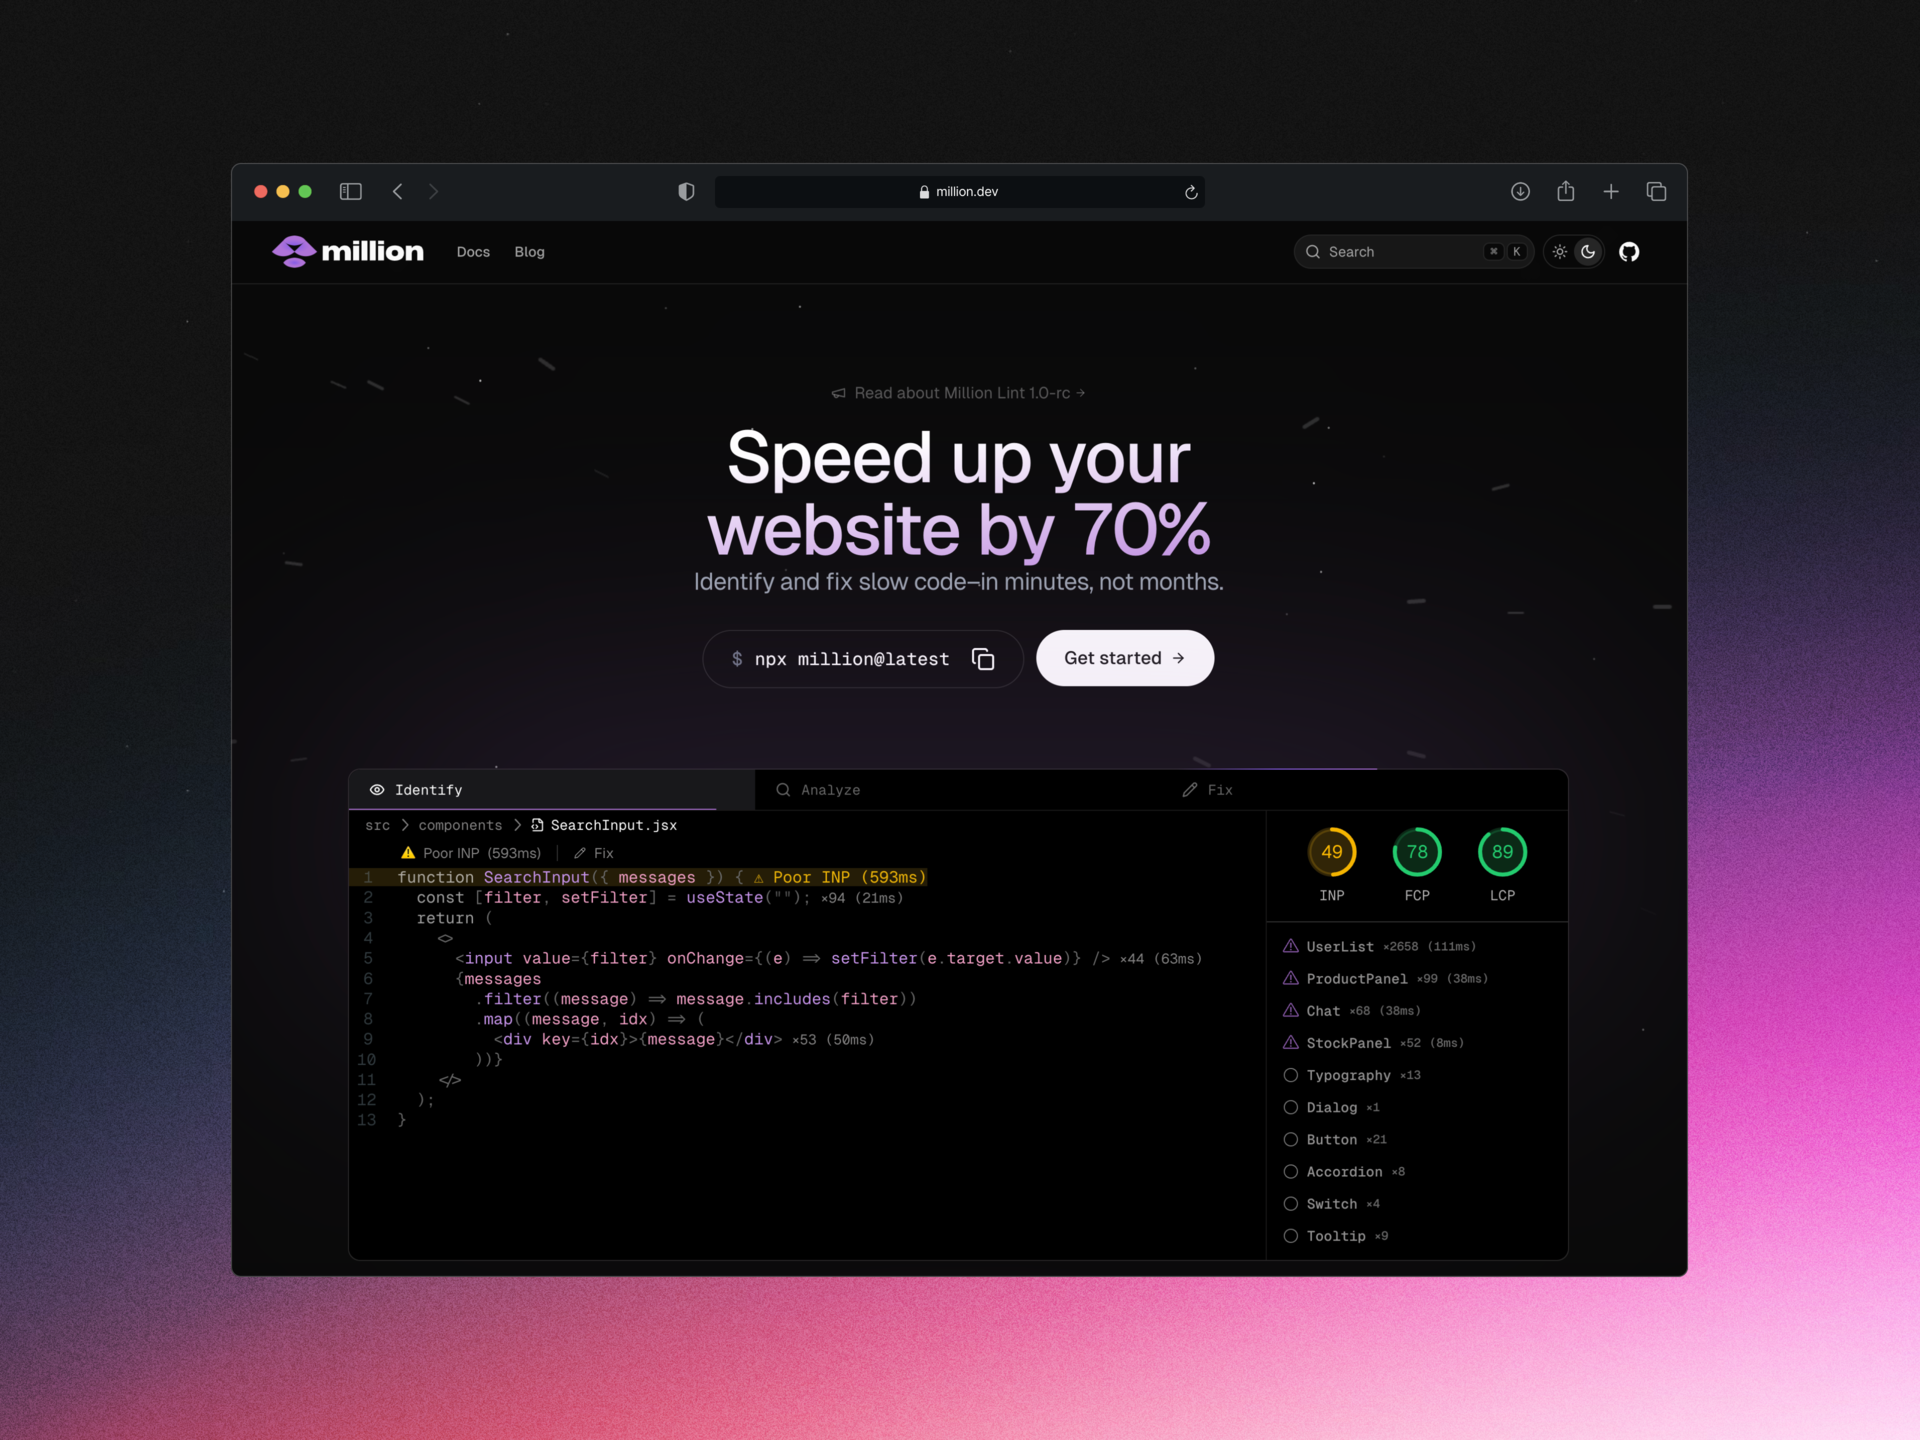 million.dev
million Docs Blog Search ⌘ K
Read about Million Lint 1.0-rc →
Speed up your
website by 70%
Identify and fix slow code–in minutes, not months.
$ npx million@latest
Get started →
Identify Analyze Fix
src > components > SearchInput.jsx
⚠ Poor INP (593ms) | Fix
1 function SearchInput({ messages }) { ⚠ Poor INP (593ms)
2 const [filter, setFilter] = useState(""); ×94 (21ms)
3 return (
4 <>
5 <input value={filter} onChange={(e) => setFilter(e.target.value)} /> ×44 (63ms)
6 {messages
7 .filter((message) => message.includes(filter))
8 .map((message, idx) => (
9 <div key={idx}>{message}</div> ×53 (50ms)
10 ))}
11 </>
12 );
13 }
49 78 89
INP FCP LCP
UserList ×2658 (111ms)
ProductPanel ×99 (38ms)
Chat ×68 (38ms)
StockPanel ×52 (8ms)
Typography ×13
Dialog ×1
Button ×21
Accordion ×8
Switch ×4
Tooltip ×9